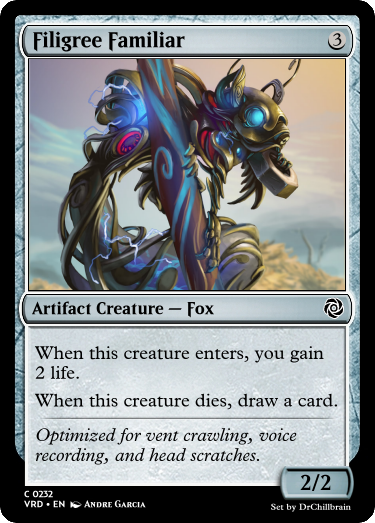 Filigree Familiar 3
Artifact Creature — Fox
When this creature enters, you gain
2 life.
When this creature dies, draw a card.
Optimized for vent crawling, voice
recording, and head scratches.
2/2
C 0232
VRD • EN Andre Garcia
Set by DrChillbrain